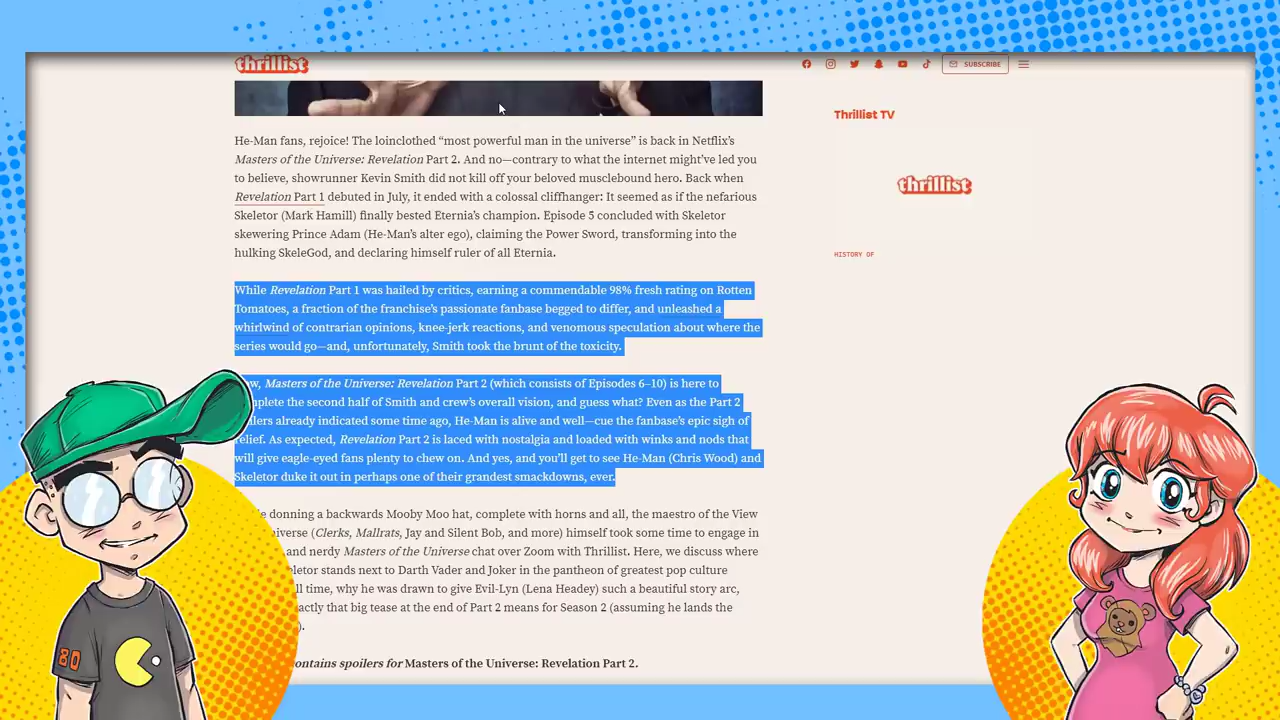 thrillist
SUBSCRIBE
He-Man fans, rejoice! The loinclothed “most powerful man in the universe” is back in Netflix’s
Masters of the Universe: Revelation Part 2. And no—contrary to what the internet might’ve led you
to believe, showrunner Kevin Smith did not kill off your beloved musclebound hero. Back when
Revelation Part 1 debuted in July, it ended with a colossal cliffhanger: It seemed as if the nefarious
Skeletor (Mark Hamill) finally bested Eternia’s champion. Episode 5 concluded with Skeletor
skewering Prince Adam (He-Man’s alter ego), claiming the Power Sword, transforming into the
hulking SkeleGod, and declaring himself ruler of all Eternia.
While Revelation Part 1 was hailed by critics, earning a commendable 98% fresh rating on Rotten
Tomatoes, a fraction of the franchise’s passionate fanbase begged to differ, and unleashed a
whirlwind of contrarian opinions, knee-jerk reactions, and venomous speculation about where the
series would go—and, unfortunately, Smith took the brunt of the toxicity.
Masters of the Universe: Revelation Part 2 (which consists of Episodes 6–10) is here to
the second half of Smith and crew’s overall vision, and guess what? Even as the Part 2
already indicated some time ago, He-Man is alive and well—cue the fanbase’s epic sigh of
relief. As expected, Revelation Part 2 is laced with nostalgia and loaded with winks and nods that
will give eagle-eyed fans plenty to chew on. And yes, and you’ll get to see He-Man (Chris Wood) and
Skeletor duke it out in perhaps one of their grandest smackdowns, ever.
donning a backwards Mooby Moo hat, complete with horns and all, the maestro of the View
(Clerks, Mallrats, Jay and Silent Bob, and more) himself took some time to engage in
and nerdy Masters of the Universe chat over Zoom with Thrillist. Here, we discuss where
stands next to Darth Vader and Joker in the pantheon of greatest pop culture
time, why he was drawn to give Evil-Lyn (Lena Headey) such a beautiful story arc,
that big tease at the end of Part 2 means for Season 2 (assuming he lands the
).
contains spoilers for Masters of the Universe: Revelation Part 2.
Thrillist TV
thrillist
HISTORY OF
80